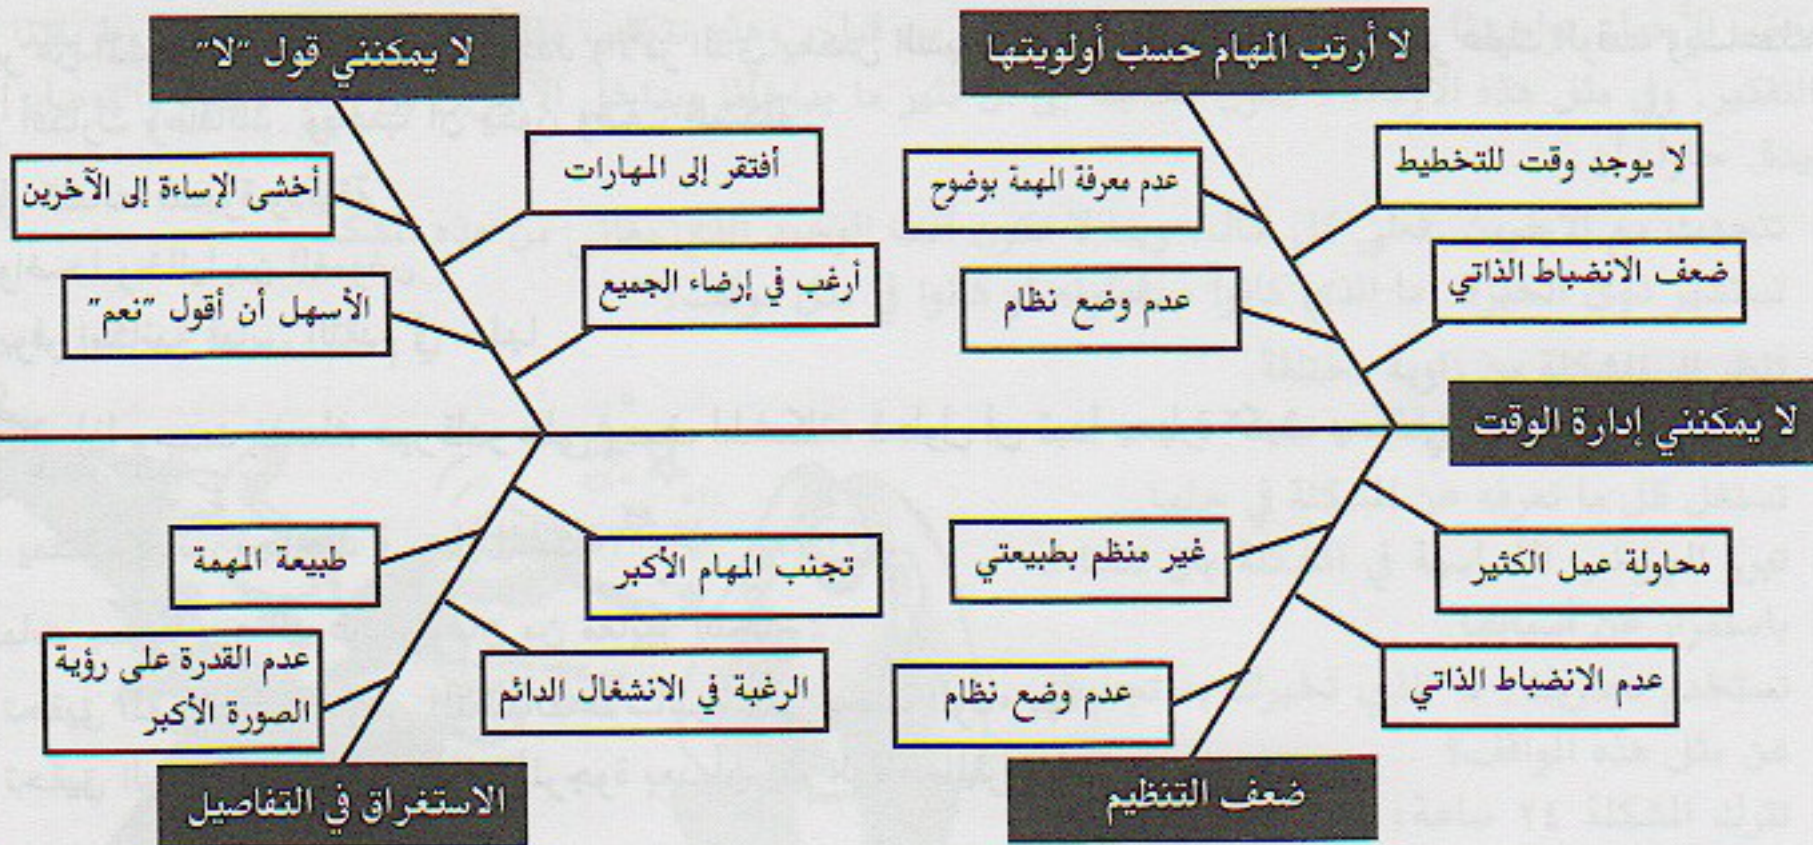 لا أرتب المهام حسب أولويتها
لا يمكنني قول "لا"
لا يوجد وقت للتخطيط
عدم معرفة المهمة بوضوح
أفتقر إلى المهارات
أخشى الإساءة إلى الآخرين
ضعف الانضباط الذاتي
عدم وضع نظام
أرغب في إرضاء الجميع
الأسهل أن أقول "نعم"
لا يمكنني إدارة الوقت
محاولة عمل الكثير
غير منظم بطبيعتي
تجنب المهام الأكبر
طبيعة المهمة
عدم الانضباط الذاتي
عدم وضع نظام
الرغبة في الانشغال الدائم
عدم القدرة على رؤية
الصورة الأكبر
ضعف التنظيم
الاستغراق في التفاصيل